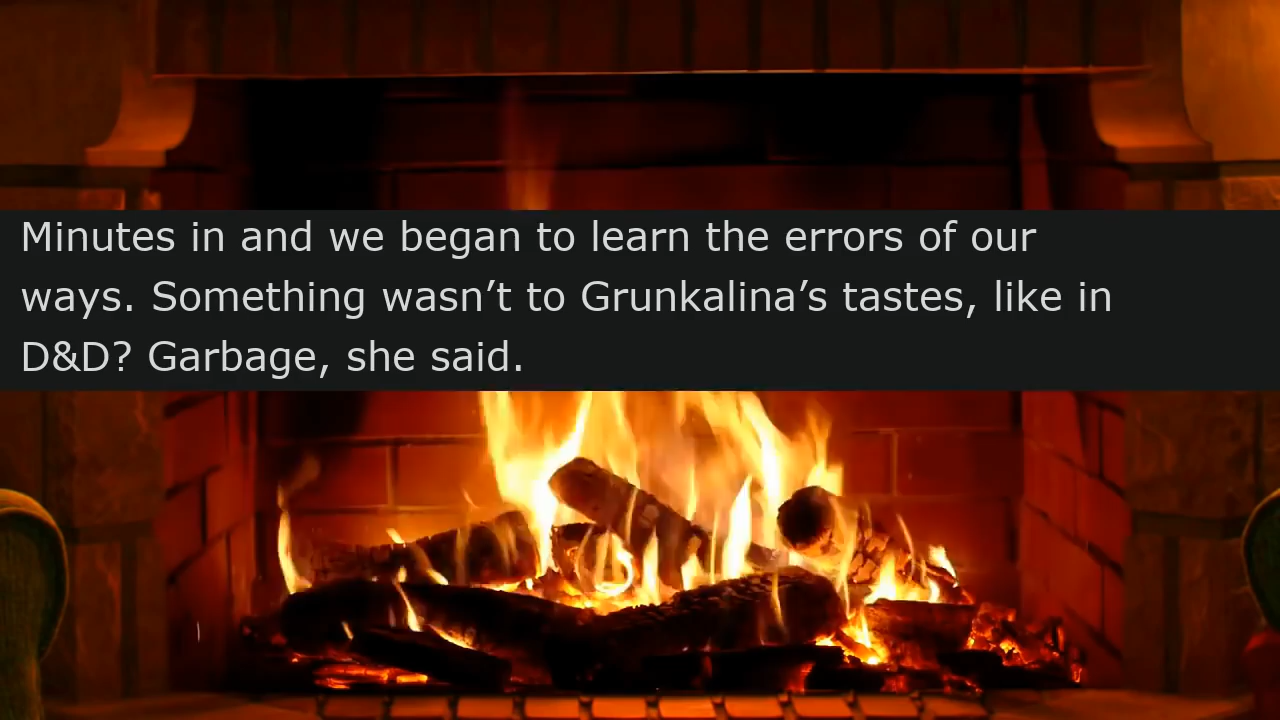 Minutes in and we began to learn the errors of our
ways. Something wasn’t to Grunkalina’s tastes, like in
D&D? Garbage, she said.